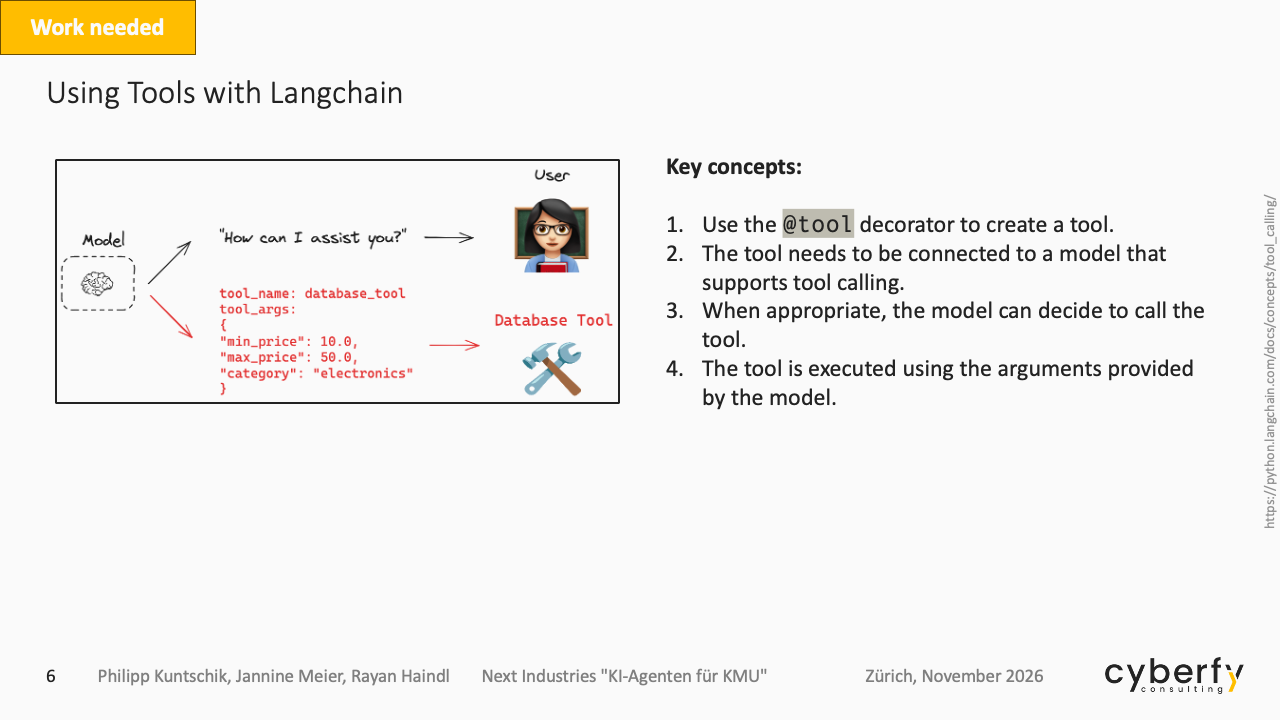 Work needed
Using Tools with Langchain
User
Model
"How can I assist you?"
tool_name: database_tool
tool_args:
{
"min_price": 10.0,
"max_price": 50.0,
"category": "electronics"
}
Database Tool
Key concepts:
1. Use the @tool decorator to create a tool.
2. The tool needs to be connected to a model that
supports tool calling.
3. When appropriate, the model can decide to call the
tool.
4. The tool is executed using the arguments provided
by the model.
https://python.langchain.com/docs/concepts/tool_calling/
6 Philipp Kuntschik, Jannine Meier, Rayan Haindl Next Industries "KI-Agenten für KMU" Zürich, November 2026
cyberfy
consulting